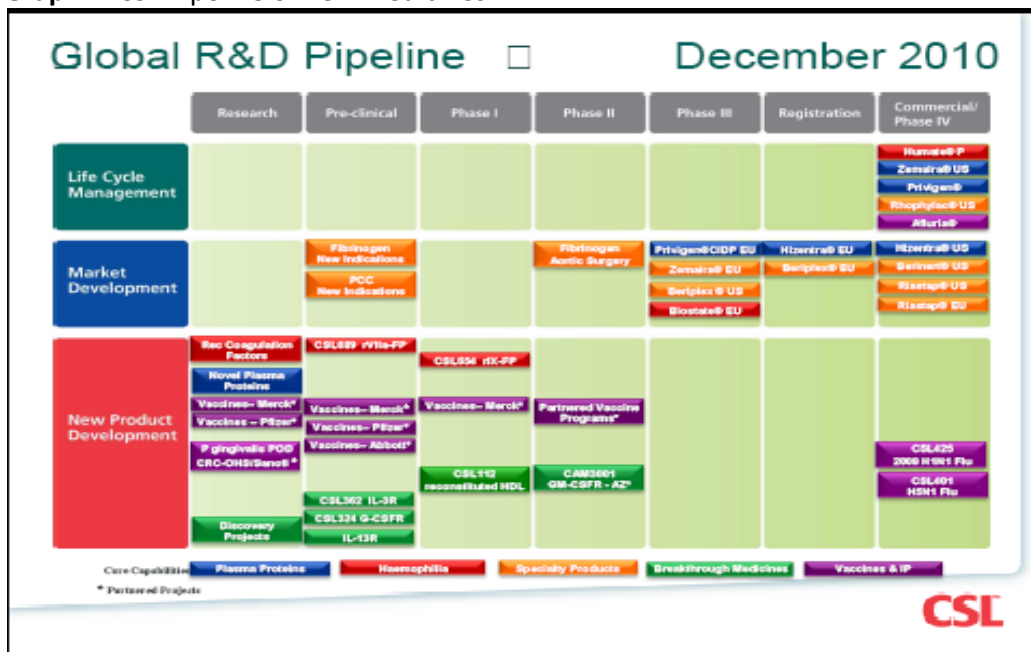 Global R&D Pipeline □ December 2010
Research Pre-clinical Phase I Phase II Phase III Registration Commercial/
Phase IV
Life Cycle
Management
Humate® P
Zemaira® US
Privigen®
Rhophylac® US
Afluria®
Market
Development
Fibrinogen
New Indications
PCC
New Indications
Fibrinogen
Aortic Surgery
Privigen®CIDP EU
Zemaira® EU
Beriplex ® US
Biostate® EU
Hizentra® EU
Beriplex® EU
Hizentra® US
Berinert® US
Riastap® US
Riastap® EU
New Product
Development
Rec Coagulation
Factors
Novel Plasma
Proteins
Vaccines– Merck*
Vaccines – Pfizer*
P gingivalis POD
CRC-OHS/Sanofi *
Discovery
Projects
CSL689 rVIIa-FP
Vaccines– Merck*
Vaccines – Pfizer*
Vaccines– Abbott*
CSL362 IL-3R
CSL324 G-CSFR
IL-13R
CSL654 rIX-FP
Vaccines– Merck*
CSL112
reconstituted HDL
Partnered Vaccine
Programs*
CAM3001
GM-CSFR - AZ*
CSL425
2009 H1N1 Flu
CSL401
H5N1 Flu
Core Capabilities Plasma Proteins Haemophilia Specialty Products Breakthrough Medicines Vaccines & IP
* Partnered Projects
CSL